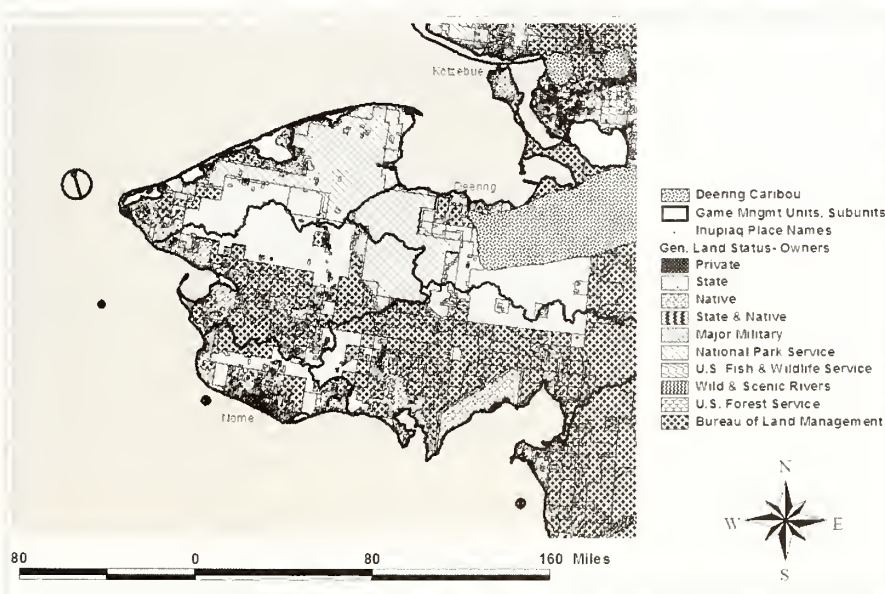 Kotzebue
Deering
Nome
Deering Caribou
Game Mngmt Units, Subunits
Inupiaq Place Names
Gen. Land Status- Owners
Private
State
Native
State & Native
Major Military
National Park Service
U.S. Fish & Wildlife Service
Wild & Scenic Rivers
U.S. Forest Service
Bureau of Land Management
N
W E
S
80 0 80 160 Miles